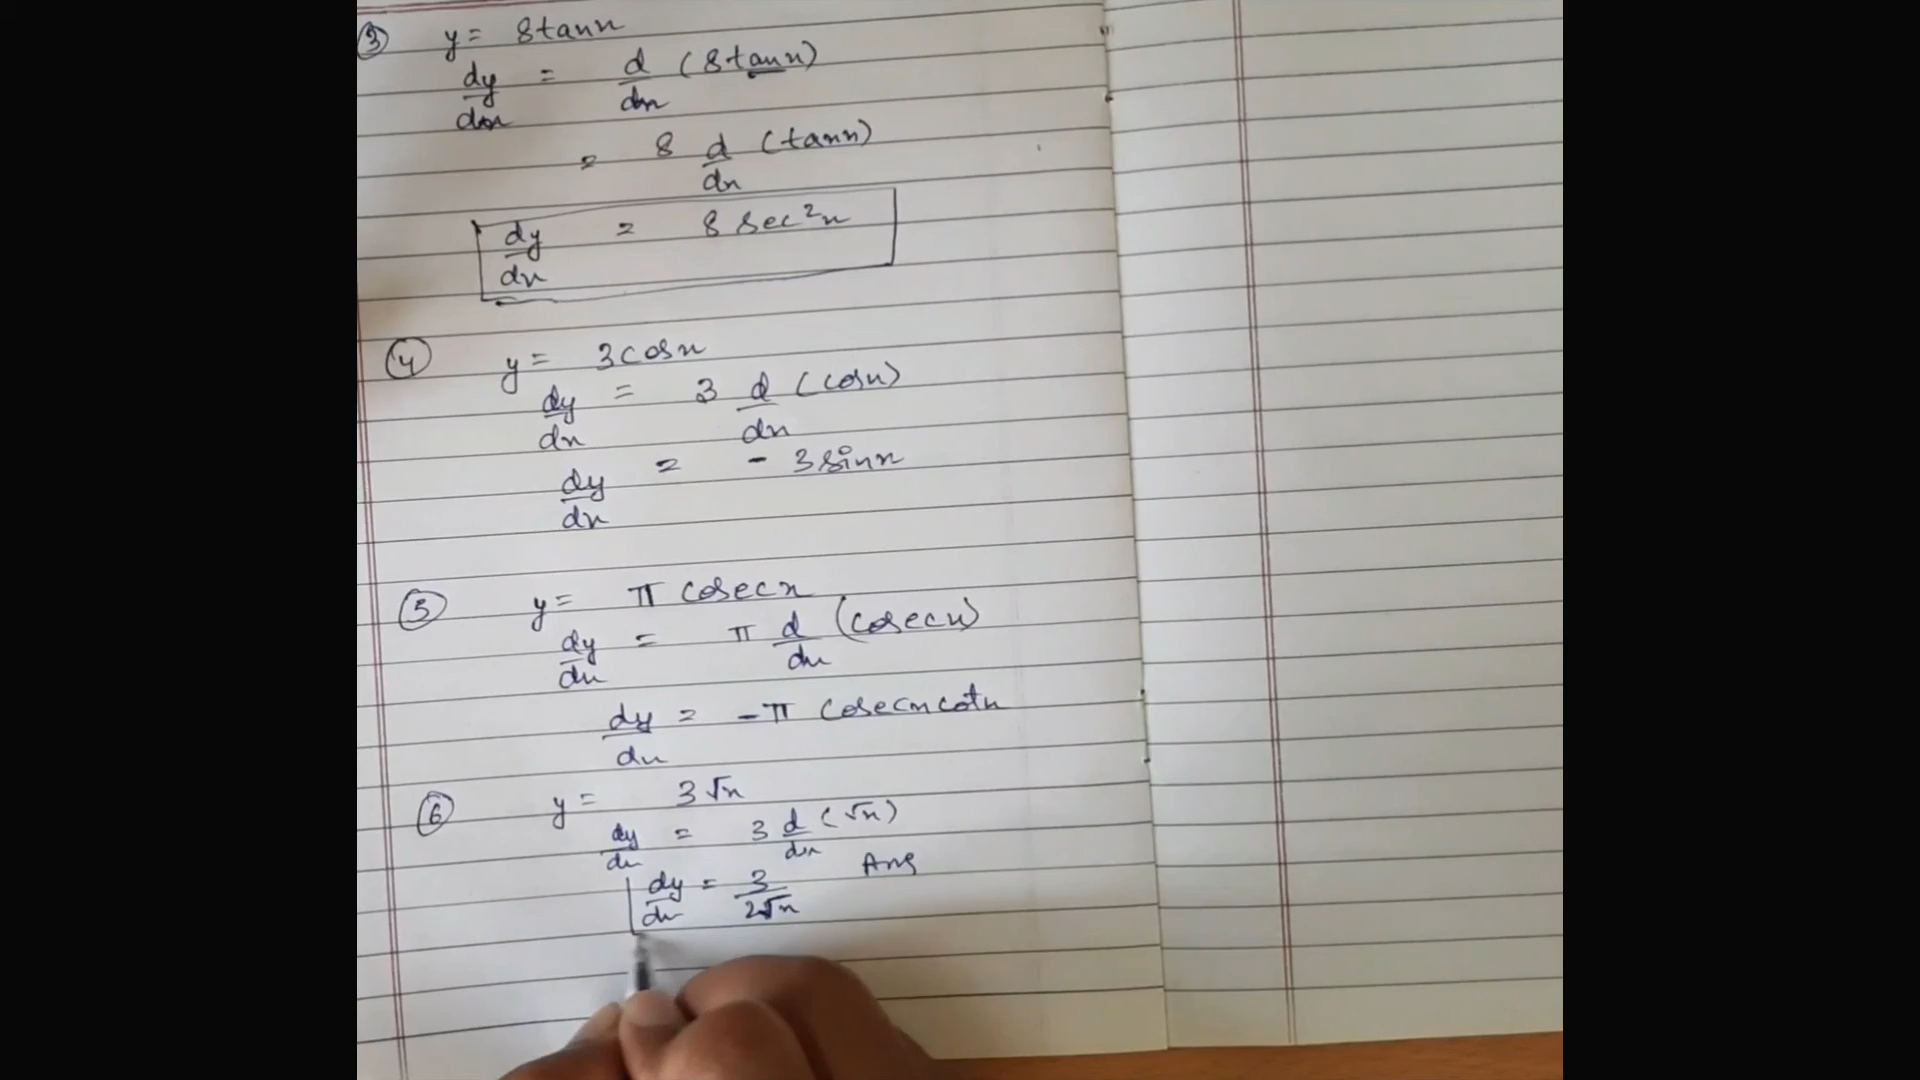 ③ y = 8tanx
dy/dx = d/dx (8tanx)
= 8 d/dx (tanx)
dy/dx = 8 sec²x
④ y = 3cosx
dy/dx = 3 d/dx (cosx)
dy/dx = - 3sinx
⑤ y = π cosecx
dy/dx = π d/dx (cosecx)
dy/dx = -π cosecx cotx
⑥ y = 3√x
dy/dx = 3 d/dx (√x)
dy/dx = 3/2√x Ans